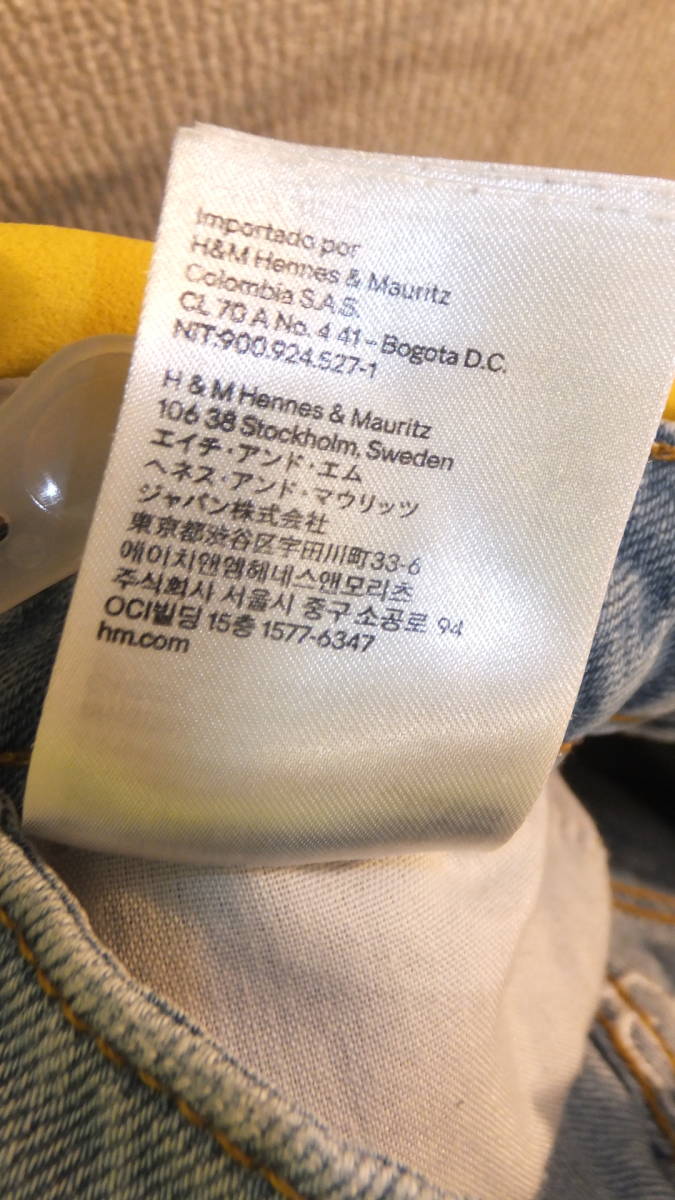 Importado por
H&M Hennes & Mauritz
Colombia S.A.S.
CL 70 A No. 4 41 - Bogota D.C.
NIT:900.924.527-1
H & M Hennes & Mauritz
106 38 Stockholm, Sweden
エイチ・アンド・エム
ヘネス・アンド・マウリッツ
ジャパン株式会社
東京都渋谷区宇田川町33-6
에이치앤엠헤네스앤모리츠
주식회사 서울시 중구 소공로 94
OCI빌딩 15층 1577-6347
hm.com